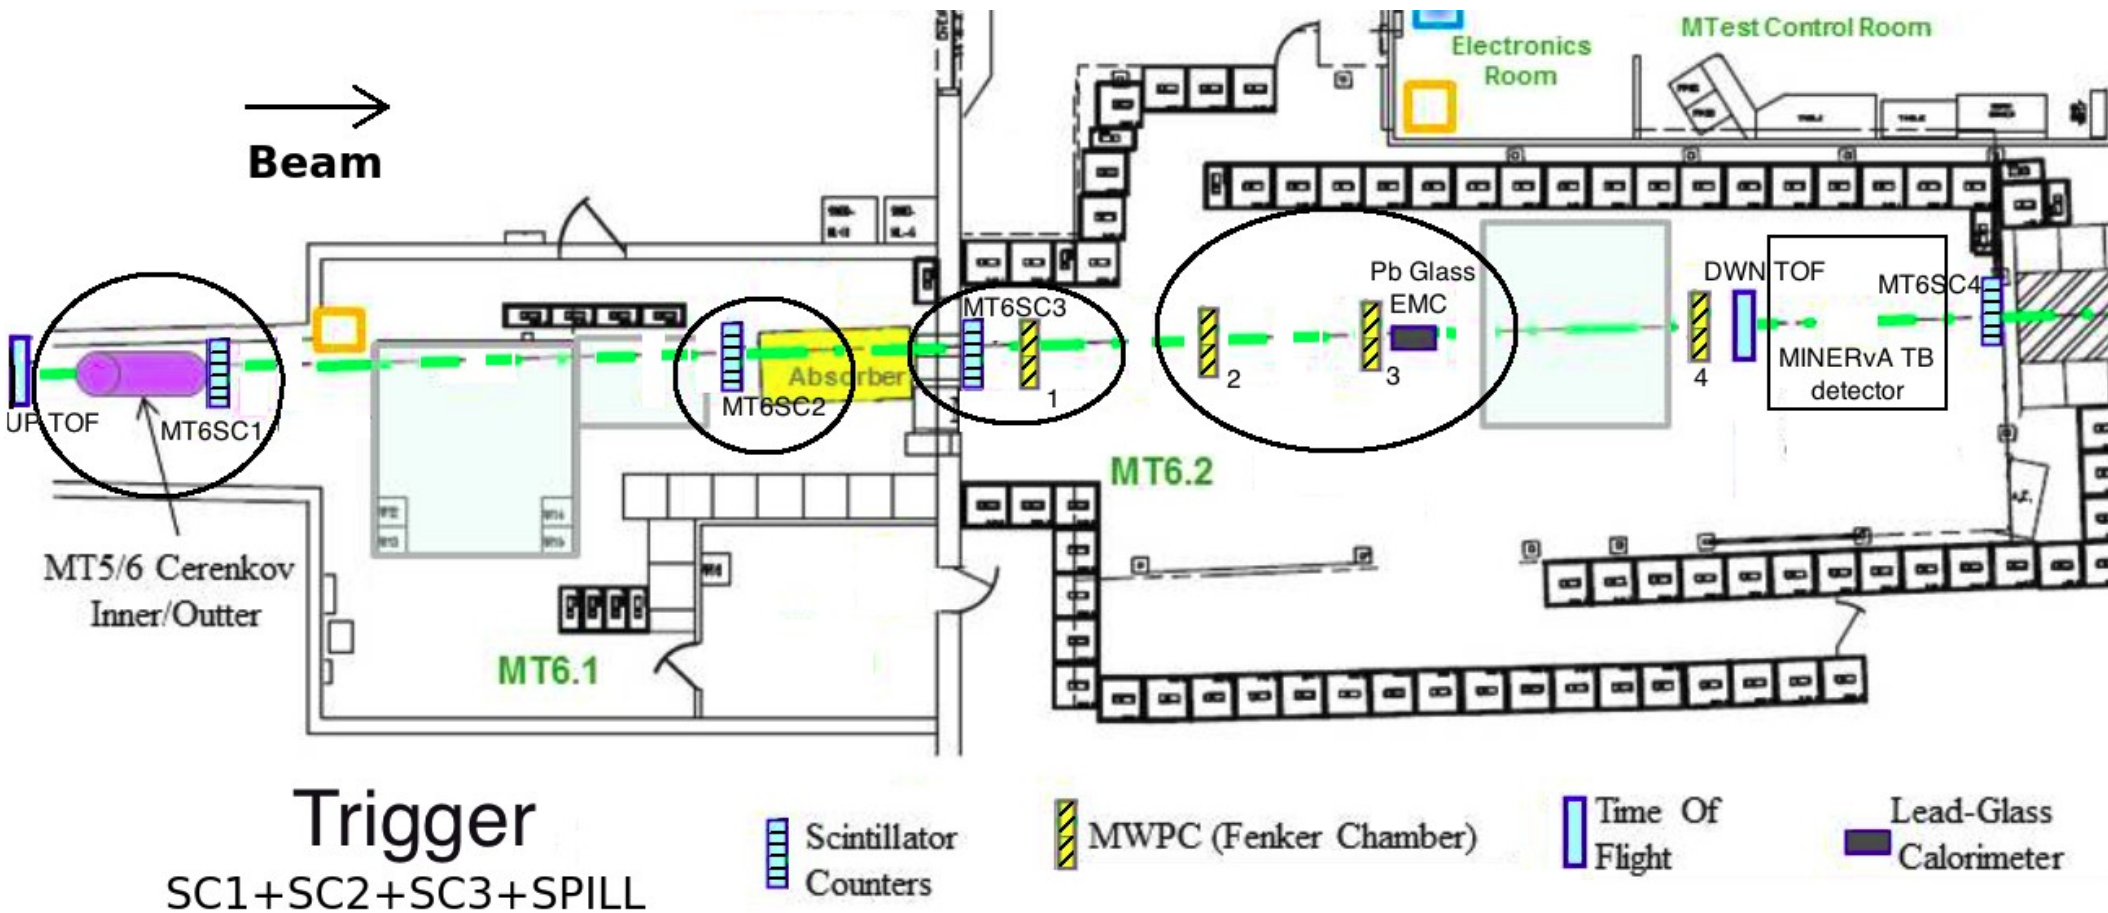 MTest Control Room
Electronics
Room
Beam
Pb Glass
EMC
DWN TOF
MT6SC4
MT6SC3
Absorber
MT6SC2
1
2
3
4
MINERvA TB
detector
UP TOF
MT6SC1
MT6.2
MT5/6 Cerenkov
Inner/Outter
MT6.1
Trigger
SC1+SC2+SC3+SPILL
Scintillator
Counters
MWPC (Fenker Chamber)
Time Of
Flight
Lead-Glass
Calorimeter